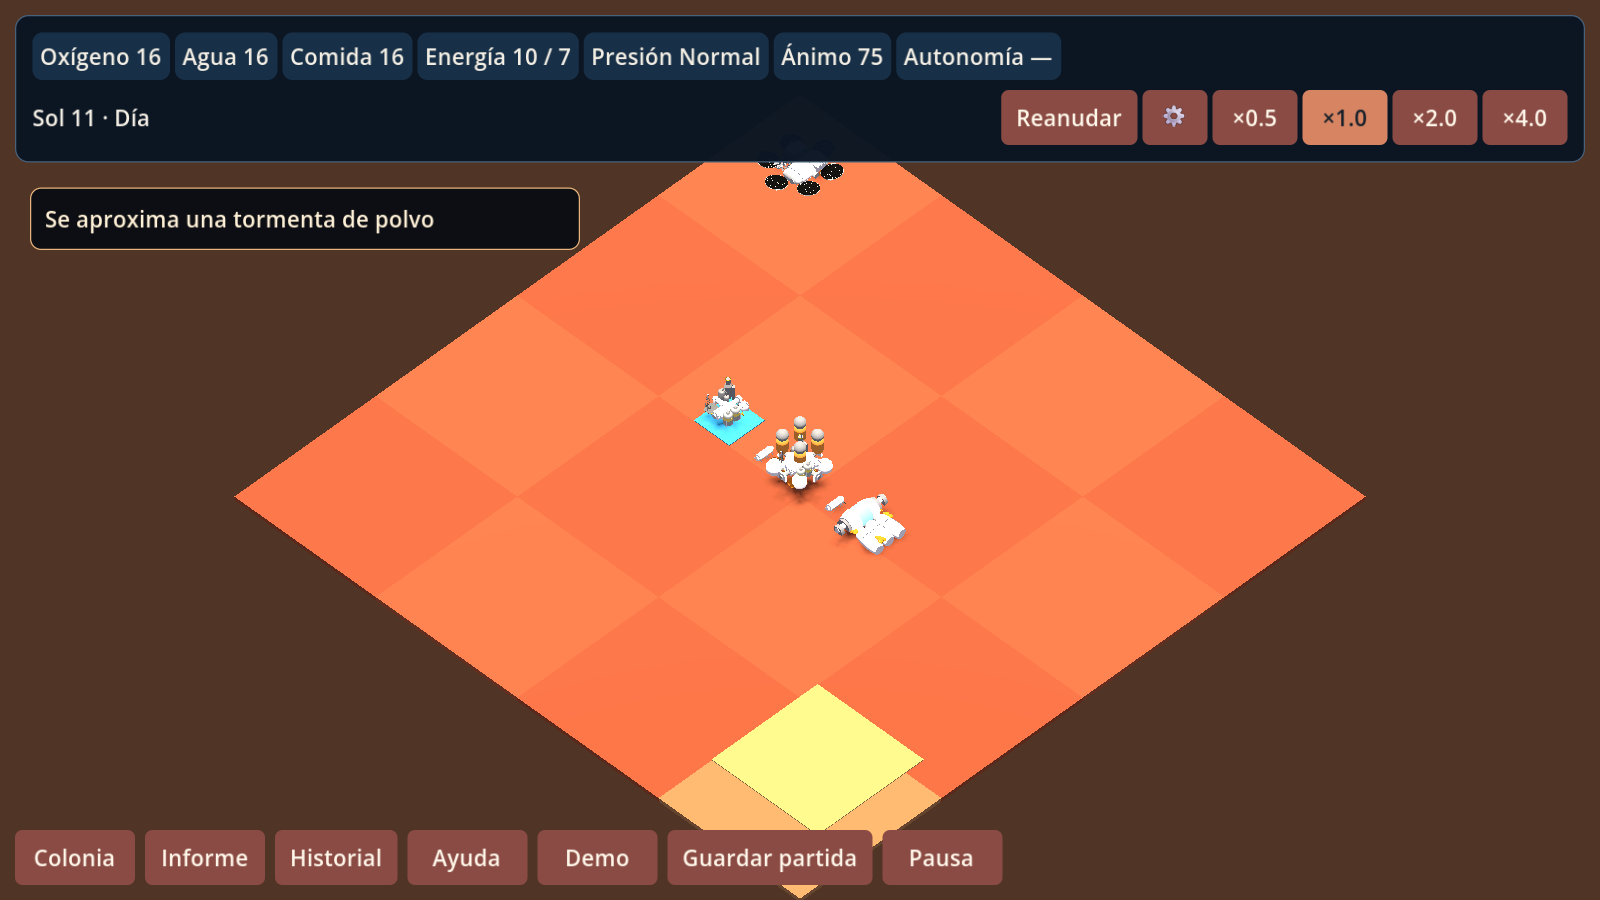 Oxígeno 16 Agua 16 Comida 16 Energía 10 / 7 Presión Normal Ánimo 75 Autonomía —
Sol 11 · Día Reanudar ×0.5 ×1.0 ×2.0 ×4.0
Se aproxima una tormenta de polvo
Colonia Informe Historial Ayuda Demo Guardar partida Pausa